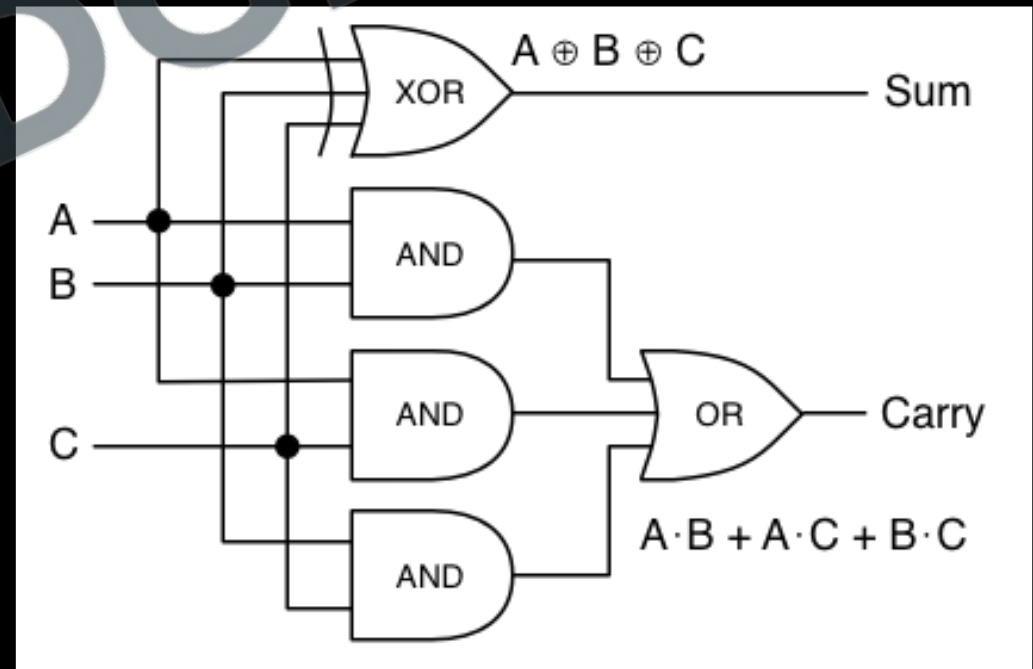 A ⊕ B ⊕ C
XOR
Sum
A
AND
B
AND
OR
Carry
C
A·B + A·C + B·C
AND